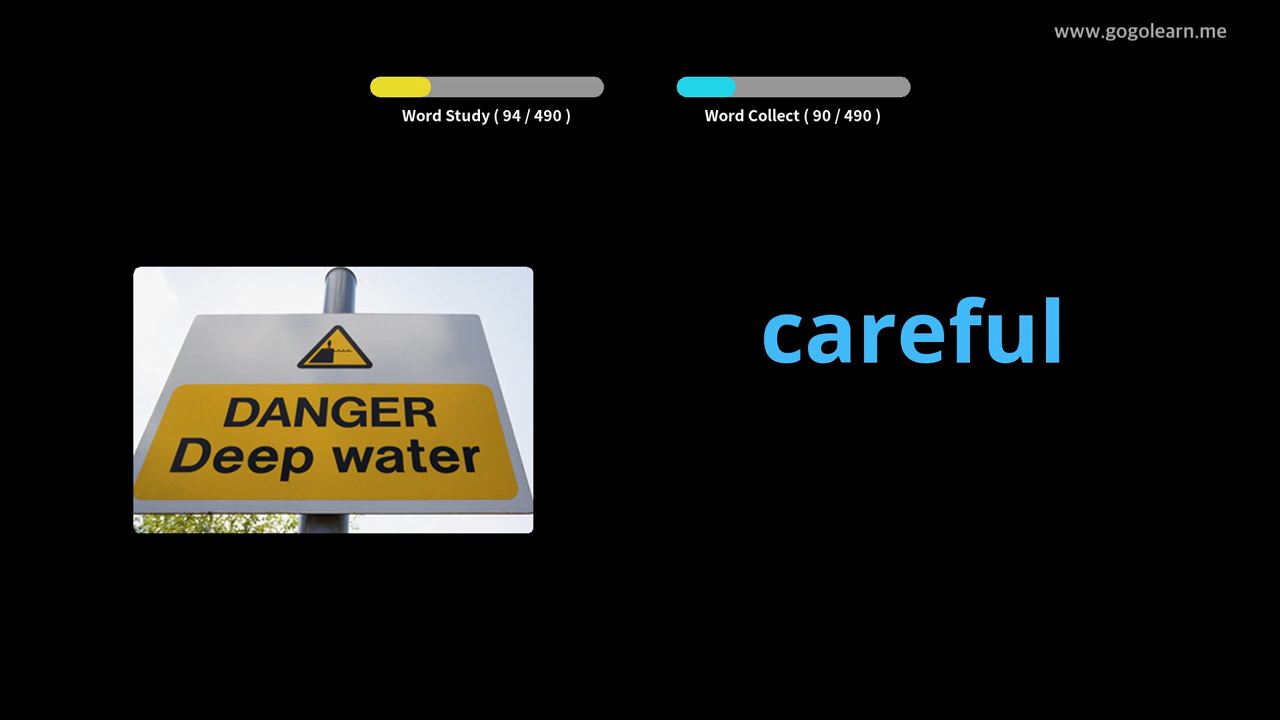 www.gogolearn.me
Word Study ( 94 / 490 )
Word Collect ( 90 / 490 )
DANGER
Deep water
careful